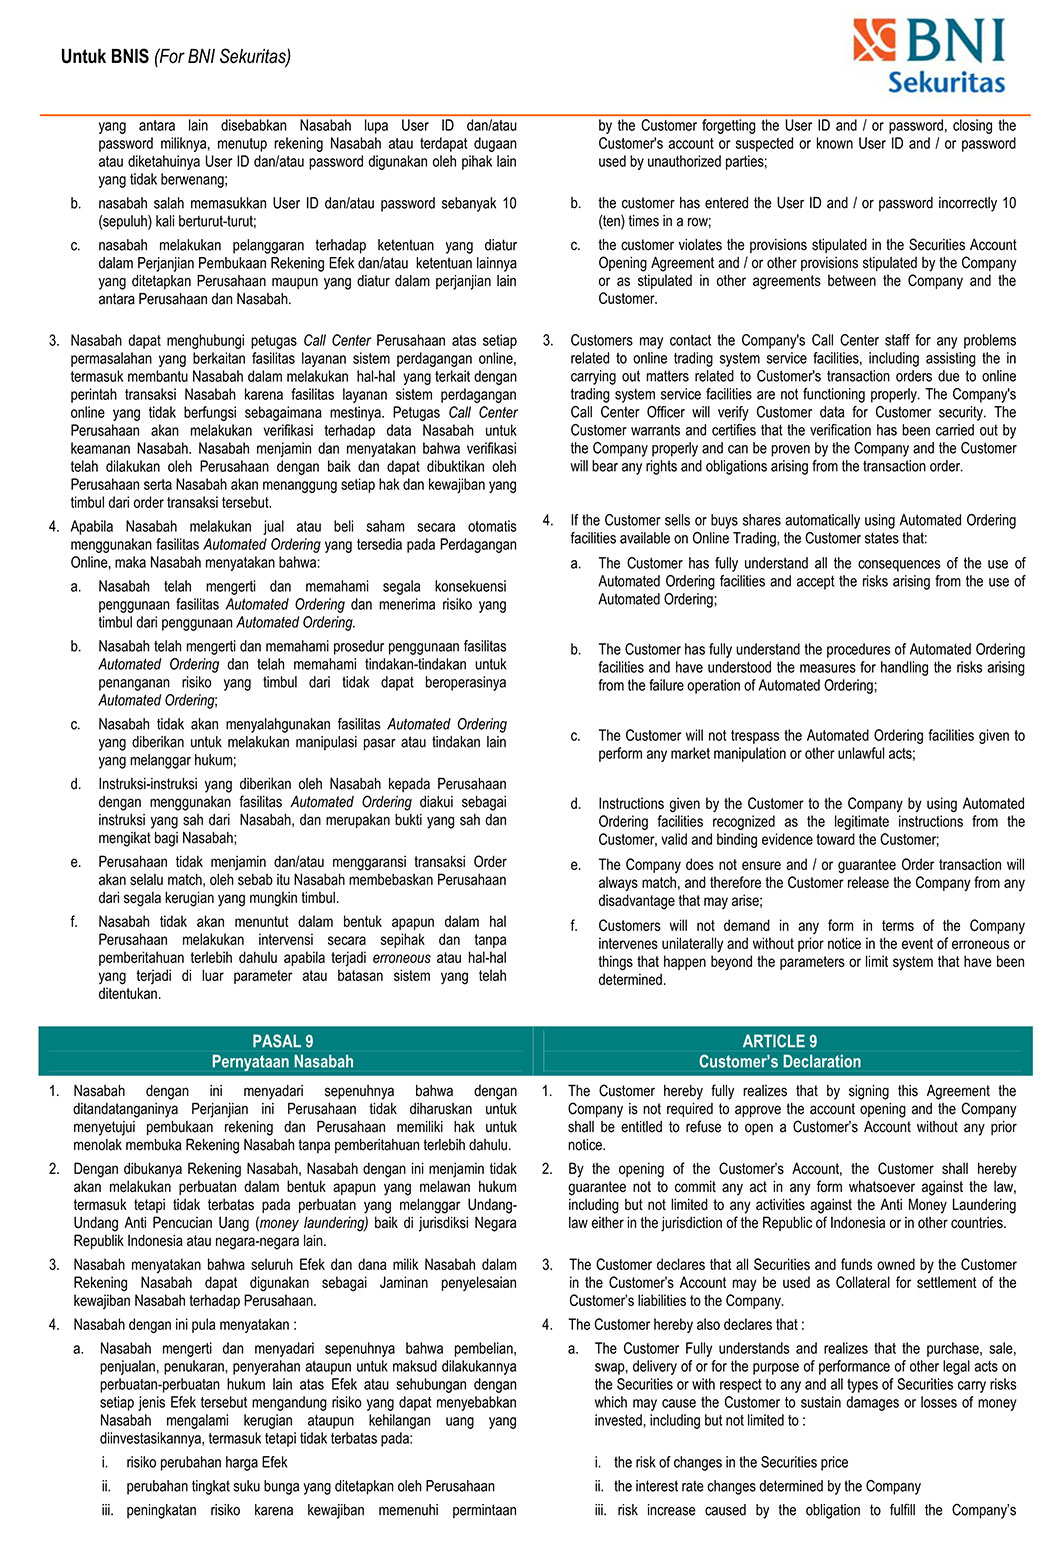 Untuk BNIS (For BNI Sekuritas)
BNI
Sekuritas
yang antara lain disebabkan Nasabah lupa User ID dan/atau
password miliknya, menutup rekening Nasabah atau terdapat dugaan
atau diketahuinya User ID dan/atau password digunakan oleh pihak lain
yang tidak berwenang;
b. nasabah salah memasukkan User ID dan/atau password sebanyak 10
(sepuluh) kali berturut-turut;
c. nasabah melakukan pelanggaran terhadap ketentuan yang diatur
dalam Perjanjian Pembukaan Rekening Efek dan/atau ketentuan lainnya
yang ditetapkan Perusahaan maupun yang diatur dalam perjanjian lain
antara Perusahaan dan Nasabah.
3. Nasabah dapat menghubungi petugas Call Center Perusahaan atas setiap
permasalahan yang berkaitan fasilitas layanan sistem perdagangan online,
termasuk membantu Nasabah dalam melakukan hal-hal yang terkait dengan
perintah transaksi Nasabah karena fasilitas layanan sistem perdagangan
online yang tidak berfungsi sebagaimana mestinya. Petugas Call Center
Perusahaan akan melakukan verifikasi terhadap data Nasabah untuk
keamanan Nasabah. Nasabah menjamin dan menyatakan bahwa verifikasi
telah dilakukan oleh Perusahaan dengan baik dan dapat dibuktikan oleh
Perusahaan serta Nasabah akan menanggung setiap hak dan kewajiban yang
timbul dari order transaksi tersebut.
4. Apabila Nasabah melakukan jual atau beli saham secara otomatis
menggunakan fasilitas Automated Ordering yang tersedia pada Perdagangan
Online, maka Nasabah menyatakan bahwa:
a. Nasabah telah mengerti dan memahami segala konsekuensi
penggunaan fasilitas Automated Ordering dan menerima risiko yang
timbul dari penggunaan Automated Ordering.
b. Nasabah telah mengerti dan memahami prosedur penggunaan fasilitas
Automated Ordering dan telah memahami tindakan-tindakan untuk
penanganan risiko yang timbul dari tidak dapat beroperasinya
Automated Ordering;
c. Nasabah tidak akan menyalahgunakan fasilitas Automated Ordering
yang diberikan untuk melakukan manipulasi pasar atau tindakan lain
yang melanggar hukum;
d. Instruksi-instruksi yang diberikan oleh Nasabah kepada Perusahaan
dengan menggunakan fasilitas Automated Ordering diakui sebagai
instruksi yang sah dari Nasabah, dan merupakan bukti yang sah dan
mengikat bagi Nasabah;
e. Perusahaan tidak menjamin dan/atau menggaransi transaksi Order
akan selalu match, oleh sebab itu Nasabah membebaskan Perusahaan
dari segala kerugian yang mungkin timbul.
f. Nasabah tidak akan menuntut dalam bentuk apapun dalam hal
Perusahaan melakukan intervensi secara sepihak dan tanpa
pemberitahuan terlebih dahulu apabila terjadi erroneous atau hal-hal
yang terjadi di luar parameter atau batasan sistem yang telah
ditentukan.
by the Customer forgetting the User ID and / or password, closing the
Customer's account or suspected or known User ID and / or password
used by unauthorized parties;
b. the customer has entered the User ID and / or password incorrectly 10
(ten) times in a row;
c. the customer violates the provisions stipulated in the Securities Account
Opening Agreement and / or other provisions stipulated by the Company
or as stipulated in other agreements between the Company and the
Customer.
3. Customers may contact the Company's Call Center staff for any problems
related to online trading system service facilities, including assisting the in
carrying out matters related to Customer's transaction orders due to online
trading system service facilities are not functioning properly. The Company's
Call Center Officer will verify Customer data for Customer security. The
Customer warrants and certifies that the verification has been carried out by
the Company properly and can be proven by the Company and the Customer
will bear any rights and obligations arising from the transaction order.
4. If the Customer sells or buys shares automatically using Automated Ordering
facilities available on Online Trading, the Customer states that:
a. The Customer has fully understand all the consequences of the use of
Automated Ordering facilities and accept the risks arising from the use of
Automated Ordering;
b. The Customer has fully understand the procedures of Automated Ordering
facilities and have understood the measures for handling the risks arising
from the failure operation of Automated Ordering;
c. The Customer will not trespass the Automated Ordering facilities given to
perform any market manipulation or other unlawful acts;
d. Instructions given by the Customer to the Company by using Automated
Ordering facilities recognized as the legitimate instructions from the
Customer, valid and binding evidence toward the Customer;
e. The Company does not ensure and / or guarantee Order transaction will
always match, and therefore the Customer release the Company from any
disadvantage that may arise;
f. Customers will not demand in any form in terms of the Company
intervenes unilaterally and without prior notice in the event of erroneous or
things that happen beyond the parameters or limit system that have been
determined.
PASAL 9
Pernyataan Nasabah
ARTICLE 9
Customer's Declaration
1. Nasabah dengan ini menyadari sepenuhnya bahwa dengan
ditandatanganinya Perjanjian ini Perusahaan tidak diharuskan untuk
menyetujui pembukaan rekening dan Perusahaan memiliki hak untuk
menolak membuka Rekening Nasabah tanpa pemberitahuan terlebih dahulu.
2. Dengan dibukanya Rekening Nasabah, Nasabah dengan ini menjamin tidak
akan melakukan perbuatan dalam bentuk apapun yang melawan hukum
termasuk tetapi tidak terbatas pada perbuatan yang melanggar Undang-
Undang Anti Pencucian Uang (money laundering) baik di jurisdiksi Negara
Republik Indonesia atau negara-negara lain.
3. Nasabah menyatakan bahwa seluruh Efek dan dana milik Nasabah dalam
Rekening Nasabah dapat digunakan sebagai Jaminan penyelesaian
kewajiban Nasabah terhadap Perusahaan.
4. Nasabah dengan ini pula menyatakan :
a. Nasabah mengerti dan menyadari sepenuhnya bahwa pembelian,
penjualan, penukaran, penyerahan ataupun untuk maksud dilakukannya
perbuatan-perbuatan hukum lain atas Efek atau sehubungan dengan
setiap jenis Efek tersebut mengandung risiko yang dapat menyebabkan
Nasabah mengalami kerugian ataupun kehilangan uang yang
diinvestasikannya, termasuk tetapi tidak terbatas pada:
i. risiko perubahan harga Efek
ii. perubahan tingkat suku bunga yang ditetapkan oleh Perusahaan
iii. peningkatan risiko karena kewajiban memenuhi permintaan
1. The Customer hereby fully realizes that by signing this Agreement the
Company is not required to approve the account opening and the Company
shall be entitled to refuse to open a Customer's Account without any prior
notice.
2. By the opening of the Customer's Account, the Customer shall hereby
guarantee not to commit any act in any form whatsoever against the law,
including but not limited to any activities against the Anti Money Laundering
law either in the jurisdiction of the Republic of Indonesia or in other countries.
3. The Customer declares that all Securities and funds owned by the Customer
in the Customer's Account may be used as Collateral for settlement of the
Customer's liabilities to the Company.
4. The Customer hereby also declares that :
a. The Customer Fully understands and realizes that the purchase, sale,
swap, delivery of or for the purpose of performance of other legal acts on
the Securities or with respect to any and all types of Securities carry risks
which may cause the Customer to sustain damages or losses of money
invested, including but not limited to :
i. the risk of changes in the Securities price
ii. the interest rate changes determined by the Company
iii. risk increase caused by the obligation to fulfill the Company's